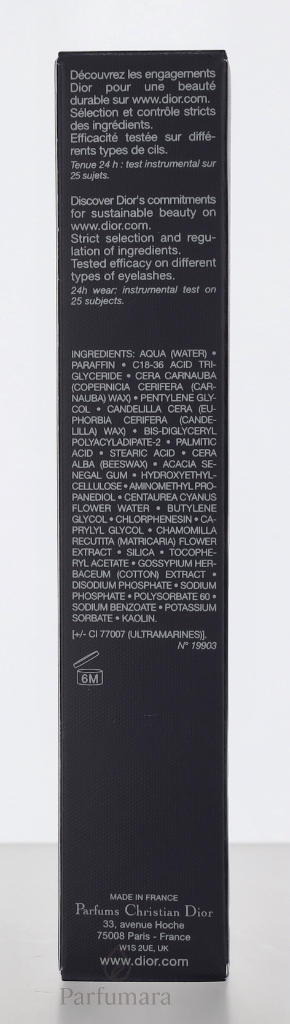 Découvrez les engagements
Dior pour une beauté
durable sur www.dior.com.
Sélection et contrôle stricts
des ingrédients.
Efficacité testée sur diffé-
rents types de cils.
Tenue 24 h : test instrumental sur
25 sujets.
Discover Dior's commitments
for sustainable beauty on
www.dior.com.
Strict selection and regu-
lation of ingredients.
Tested efficacy on different
types of eyelashes.
24h wear: instrumental test on
25 subjects.
INGREDIENTS: AQUA (WATER) •
PARAFFIN • C18-36 ACID TRI-
GLYCERIDE • CERA CARNAUBA
(COPERNICIA CERIFERA (CAR-
NAUBA) WAX) • PENTYLENE GLY-
COL • CANDELILLA CERA (EU-
PHORBIA CERIFERA (CANDE-
LILLA) WAX) • BIS-DIGLYCERYL
POLYACYLADIPATE-2 • PALMITIC
ACID • STEARIC ACID • CERA
ALBA (BEESWAX) • ACACIA SE-
NEGAL GUM • HYDROXYETHYL-
CELLULOSE • AMINOMETHYL PRO-
PANEDIOL • CENTAUREA CYANUS
FLOWER WATER • BUTYLENE
GLYCOL • CHLORPHENESIN • CA-
PRYLYL GLYCOL • CHAMOMILLA
RECUTITA (MATRICARIA) FLOWER
EXTRACT • SILICA • TOCOPHE-
RYL ACETATE • GOSSYPIUM HER-
BACEUM (COTTON) EXTRACT •
DISODIUM PHOSPHATE • SODIUM
PHOSPHATE • POLYSORBATE 60 •
SODIUM BENZOATE • POTASSIUM
SORBATE • KAOLIN.
[+/- CI 77007 (ULTRAMARINES)].
N° 19903
6M
MADE IN FRANCE
Parfums Christian Dior
33, avenue Hoche
75008 Paris - France
W1S 2UE, UK
www.dior.com
Parfumara